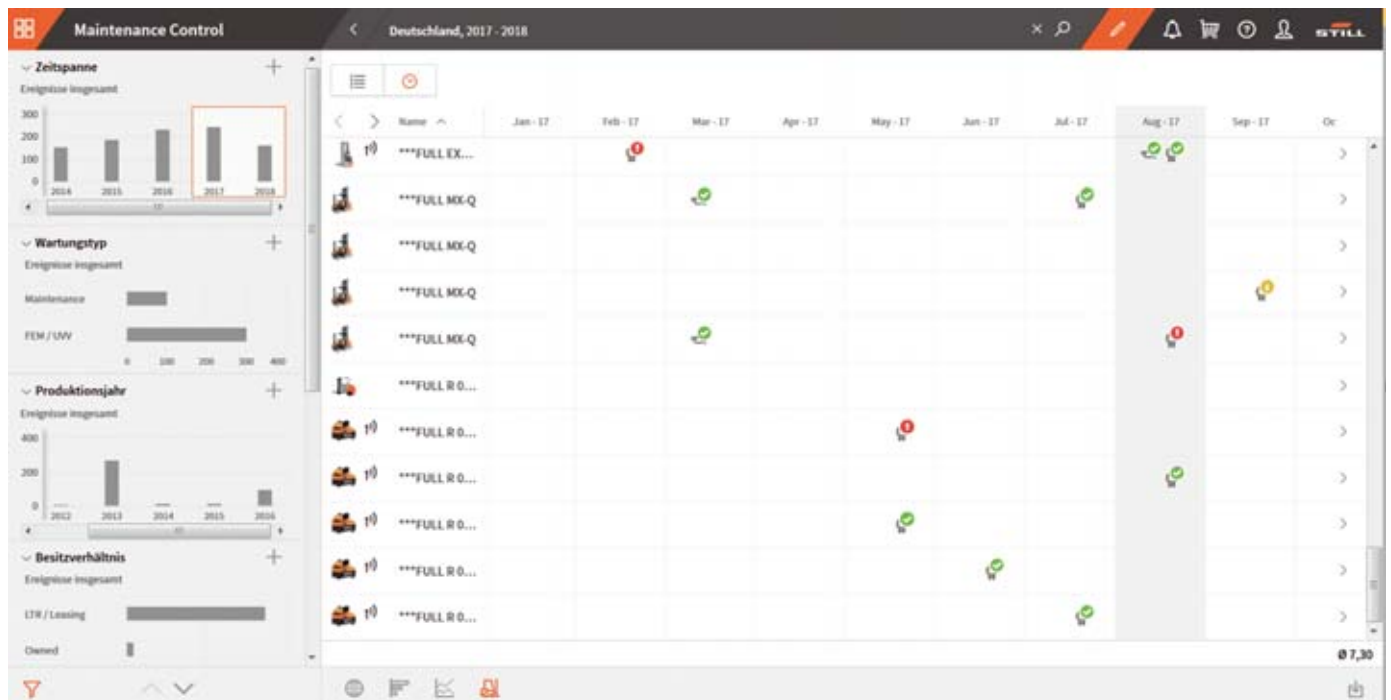 Maintenance Control
Deutschland, 2017 - 2018
STILL
Zeitspanne
Ereignisse insgesamt
300
200
100
0
2014 2015 2016 2017 2018
Wartungstyp
Ereignisse insgesamt
Maintenance
FEM / UVV
0 100 200 300 400
Produktionsjahr
Ereignisse insgesamt
400
200
0
2012 2013 2014 2015 2016
Besitzverhältnis
Ereignisse insgesamt
LTR / Leasing
Owned
Name Jan - 17 Feb - 17 Mar - 17 Apr - 17 May - 17 Jun - 17 Jul - 17 Aug - 17 Sep - 17 Oc
***FULL EX...
***FULL MX-Q
***FULL MX-Q
***FULL MX-Q
***FULL MX-Q
***FULL R 0...
***FULL R 0...
***FULL R 0...
***FULL R 0...
***FULL R 0...
***FULL R 0...
Ø 7,30